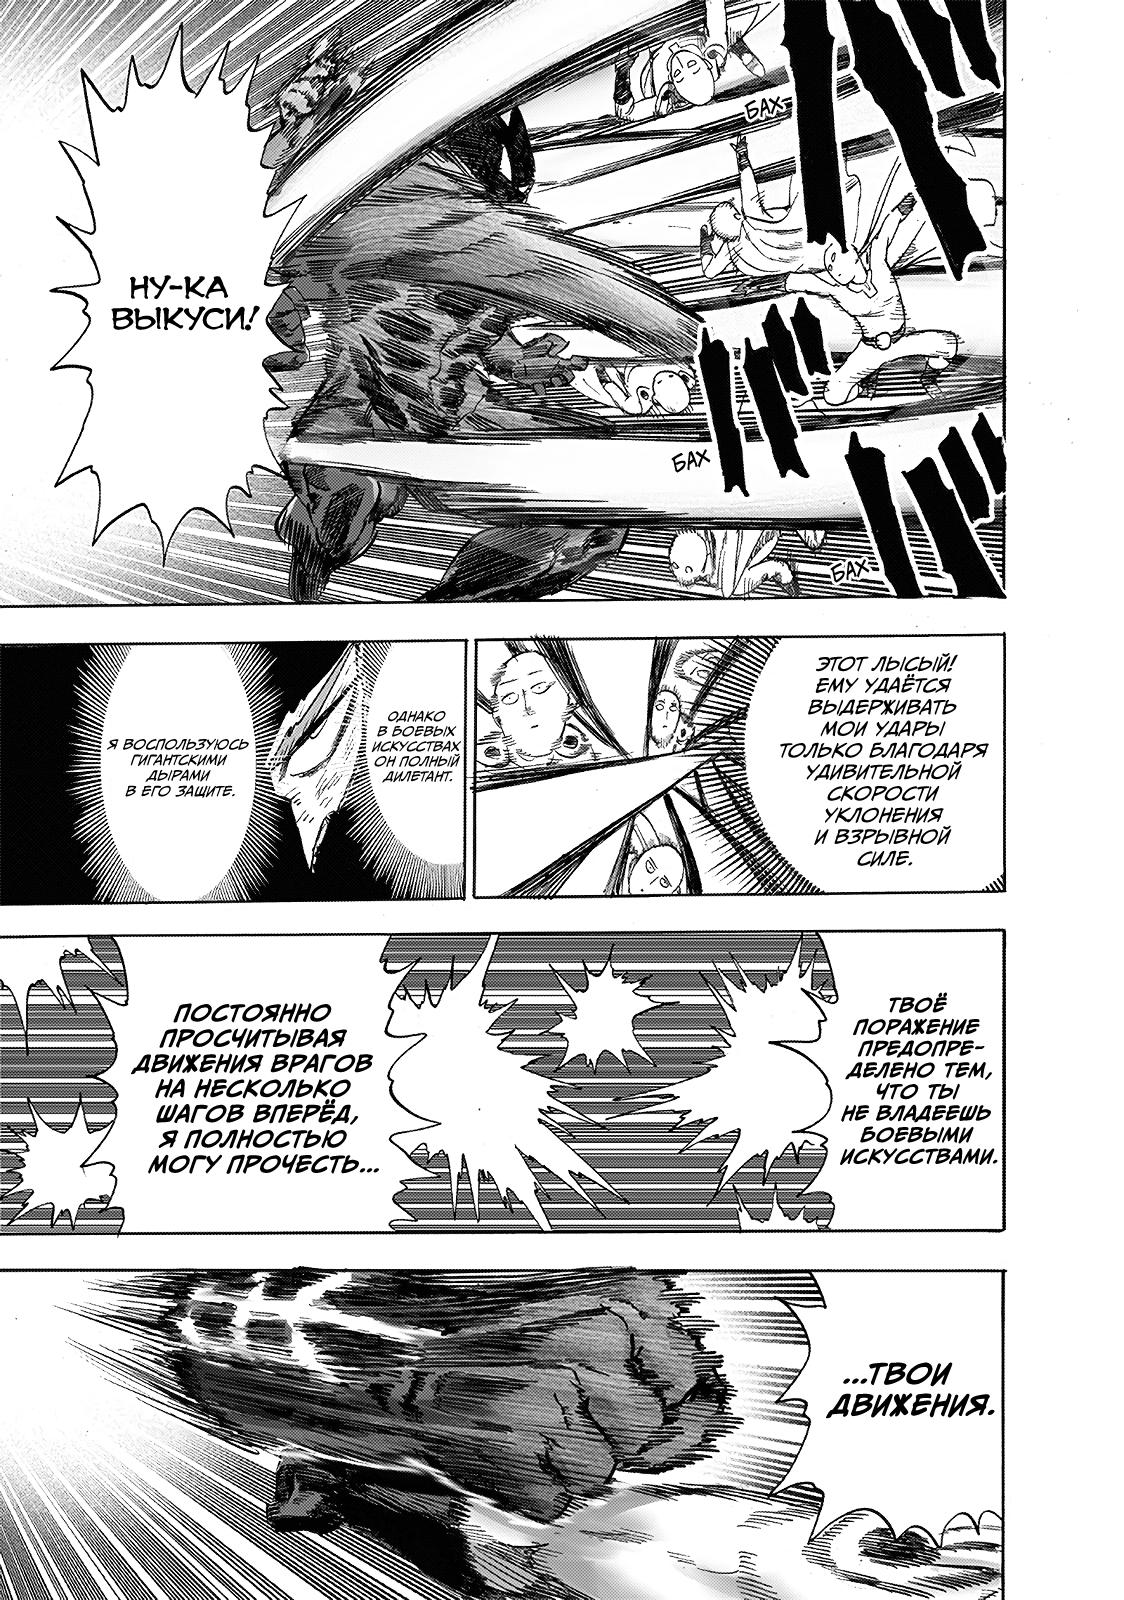 БАХ
НУ-КА
ВЫКУСИ!
БАХ
БАХ
ЭТОТ ЛЫСЫЙ!
ЕМУ УДАЁТСЯ
ВЫДЕРЖИВАТЬ
МОИ УДАРЫ
ТОЛЬКО БЛАГОДАРЯ
УДИВИТЕЛЬНОЙ
СКОРОСТИ
УКЛОНЕНИЯ
И ВЗРЫВНОЙ
СИЛЕ.
ОДНАКО
В БОЕВЫХ
ИСКУССТВАХ
ОН ПОЛНЫЙ
ДИЛЕТАНТ.
Я ВОСПОЛЬЗУЮСЬ
ГИГАНТСКИМИ
ДЫРАМИ
В ЕГО ЗАЩИТЕ.
ТВОЁ
ПОРАЖЕНИЕ
ПРЕДОПРЕ-
ДЕЛЕНО ТЕМ,
ЧТО ТЫ
НЕ ВЛАДЕЕШЬ
БОЕВЫМИ
ИСКУССТВАМИ.
ПОСТОЯННО
ПРОСЧИТЫВАЯ
ДВИЖЕНИЯ ВРАГОВ
НА НЕСКОЛЬКО
ШАГОВ ВПЕРЁД,
Я ПОЛНОСТЬЮ
МОГУ ПРОЧЕСТЬ...
...ТВОИ
ДВИЖЕНИЯ.